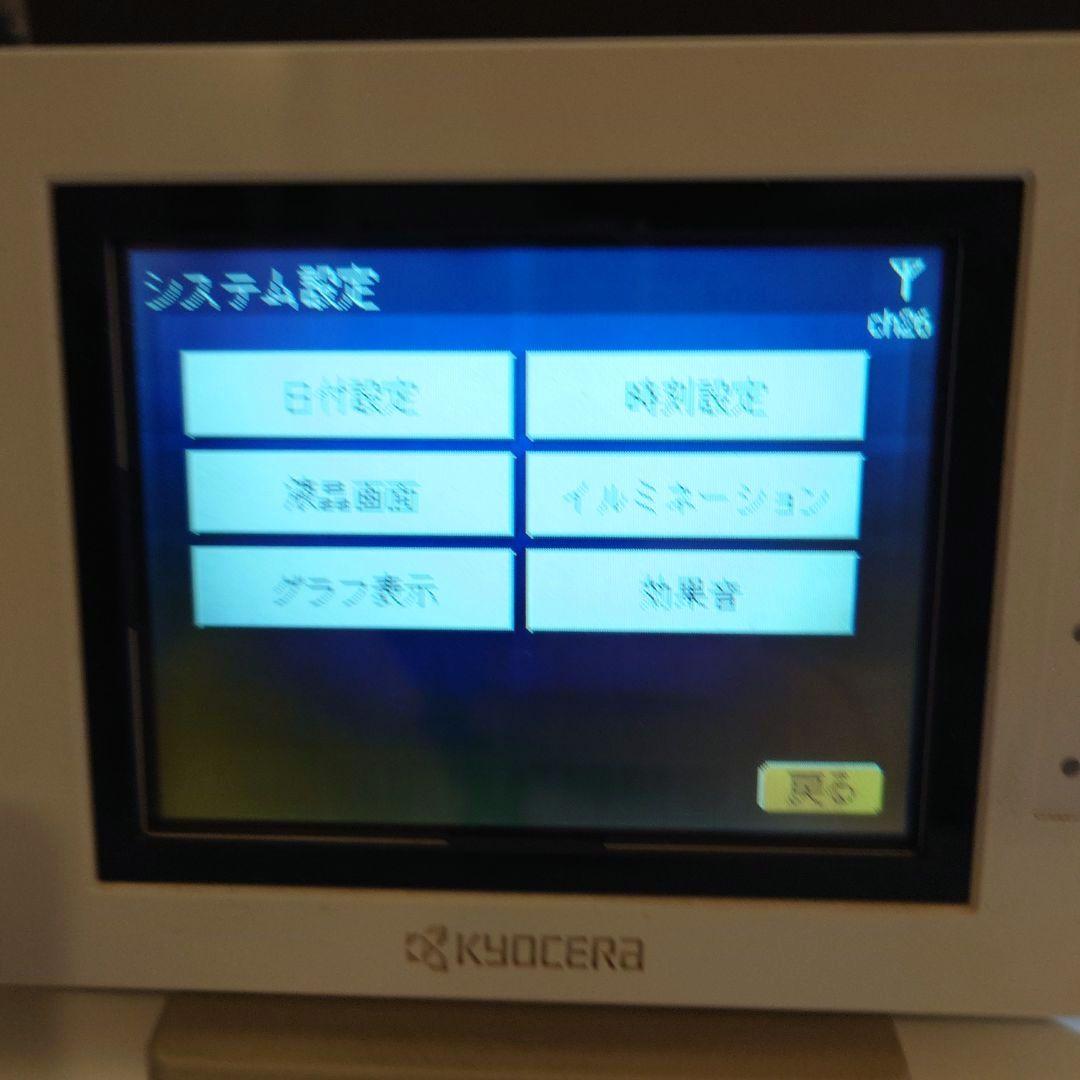 システム設定
ch26
日付設定
時刻設定
液晶画面
イルミネーション
グラフ表示
効果音
戻る
KYOCERA